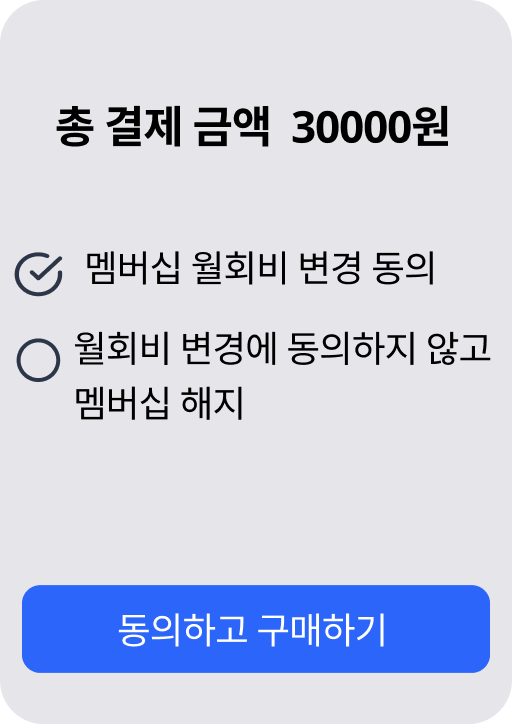 총 결제 금액  30000원
멤버십 월회비 변경 동의
월회비 변경에 동의하지 않고
멤버십 해지
동의하고 구매하기